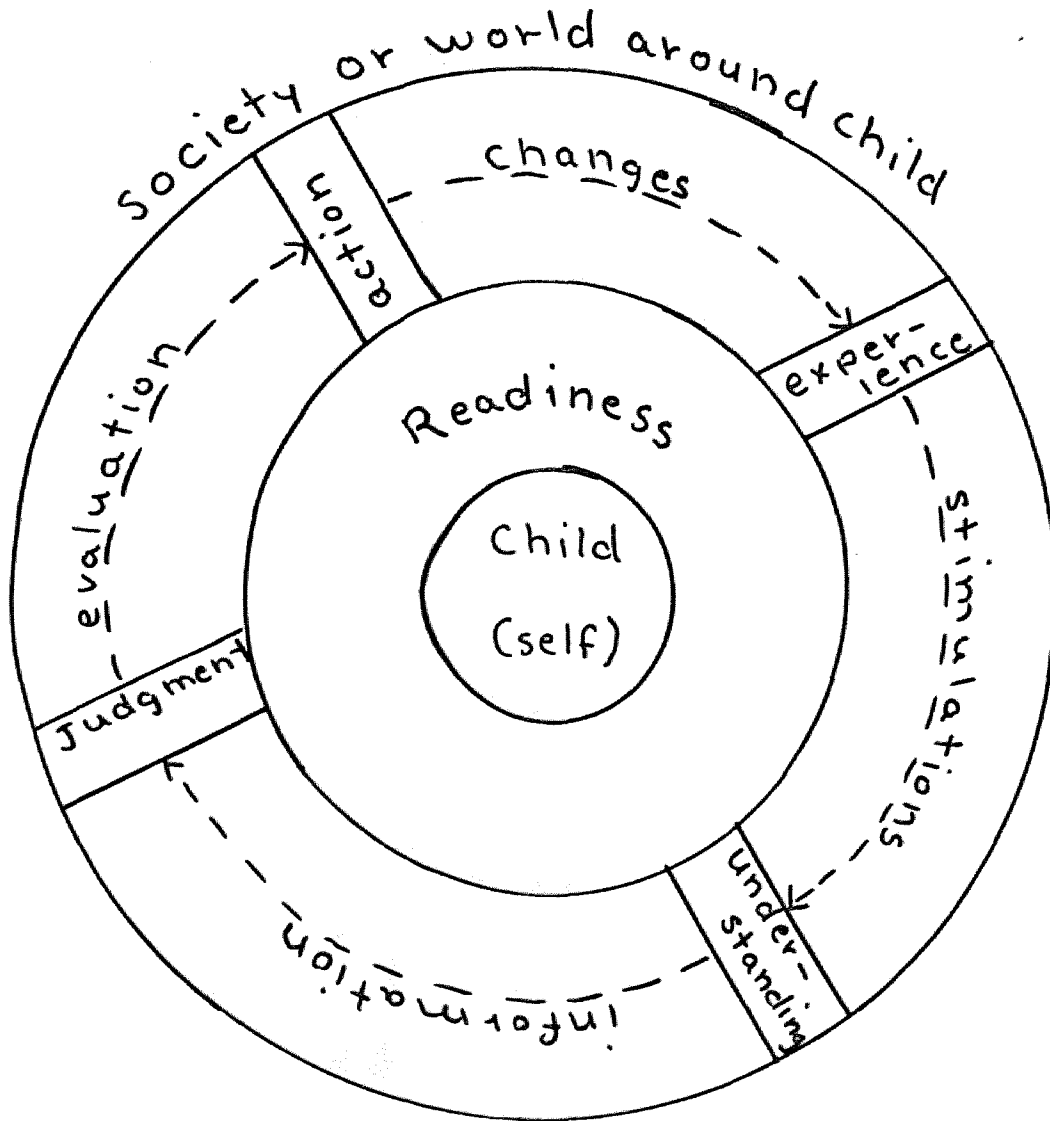 Society or world around child
changes
action
exper-
ience
evaluation
Readiness
Child
(self)
stimulations
Judgment
under-
standing
information